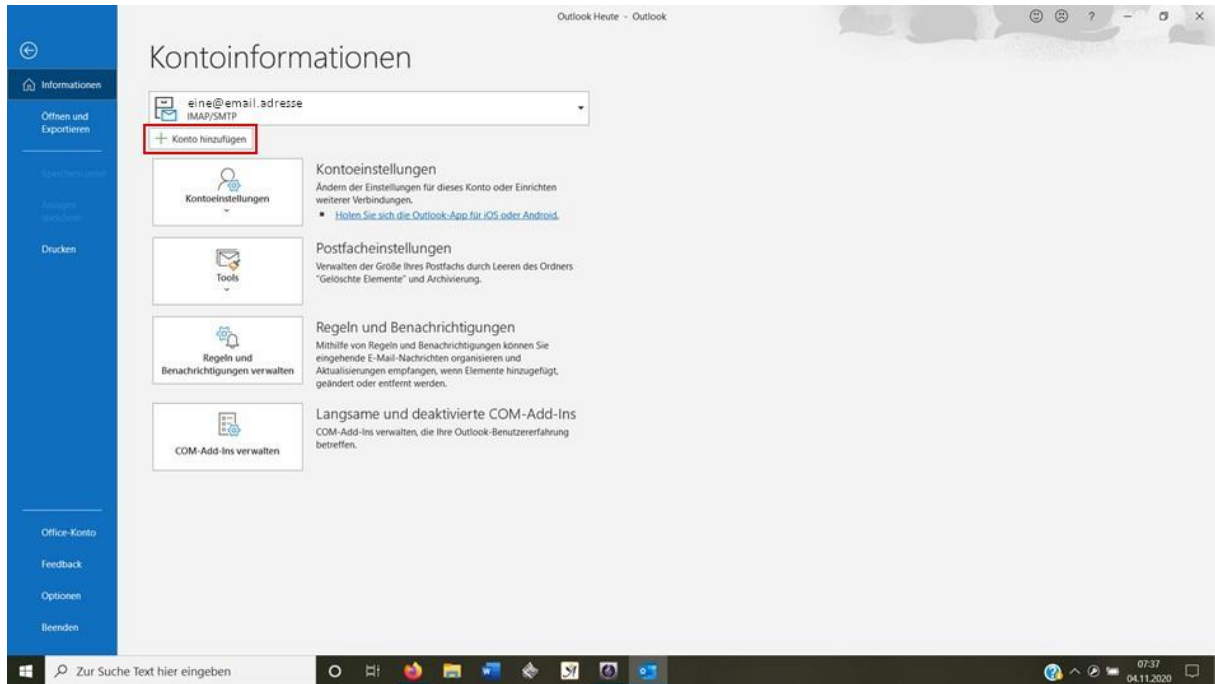 Outlook Heute - Outlook
?
Kontoinformationen
Informationen
Öffnen und
Exportieren
Speichern unter
Anlagen
speichern
Drucken
Office-Konto
Feedback
Optionen
Beenden
eine@email.adresse
IMAP/SMTP
Konto hinzufügen
Kontoeinstellungen
Kontoeinstellungen
Ändern der Einstellungen für dieses Konto oder Einrichten
weiterer Verbindungen.
Holen Sie sich die Outlook-App für iOS oder Android.
Tools
Postfacheinstellungen
Verwalten der Größe Ihres Postfachs durch Leeren des Ordners
"Gelöschte Elemente" und Archivierung.
Regeln und
Benachrichtigungen verwalten
Regeln und Benachrichtigungen
Mithilfe von Regeln und Benachrichtigungen können Sie
eingehende E-Mail-Nachrichten organisieren und
Aktualisierungen empfangen, wenn Elemente hinzugefügt,
geändert oder entfernt werden.
COM-Add-Ins verwalten
Langsame und deaktivierte COM-Add-Ins
COM-Add-Ins verwalten, die Ihre Outlook-Benutzererfahrung
betreffen.
Zur Suche Text hier eingeben
07:37
04.11.2020